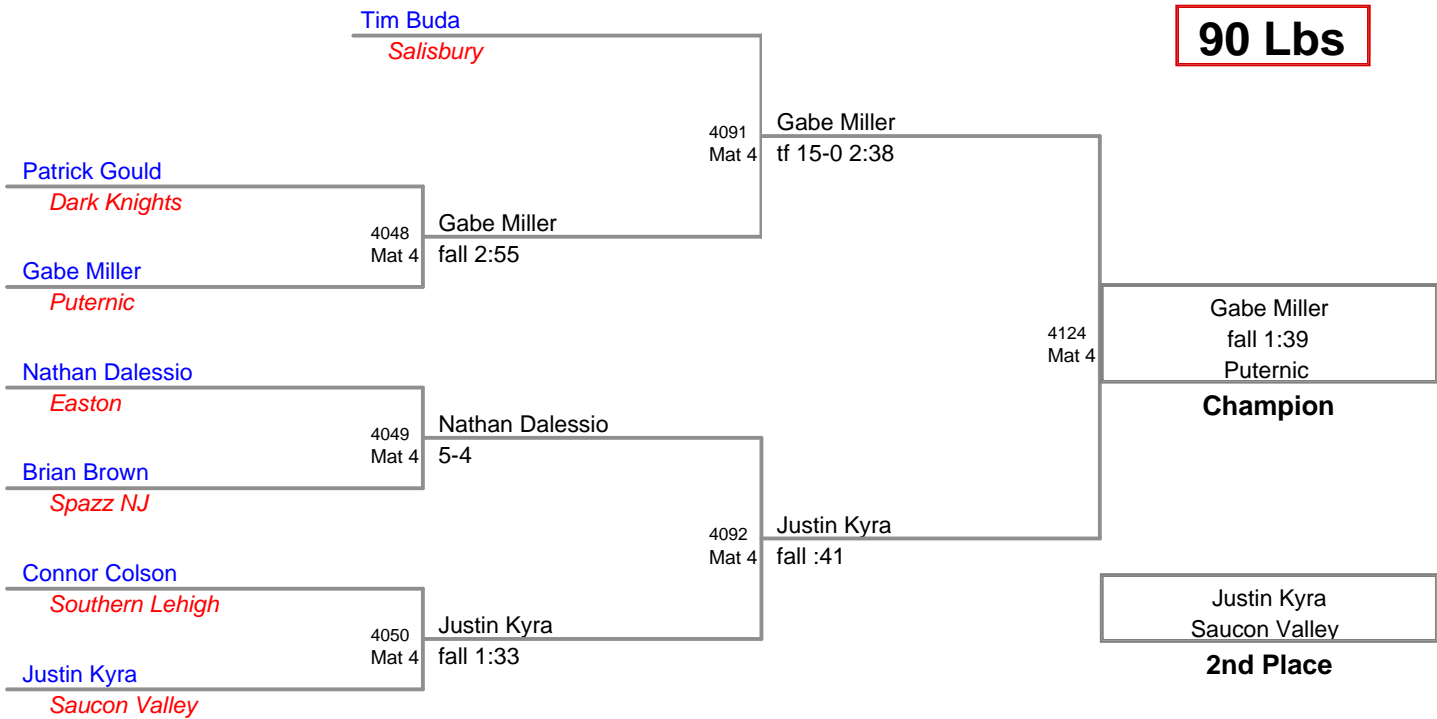 Tim Buda
Salisbury
90 Lbs
4091
Mat 4
Gabe Miller
tf 15-0 2:38
Patrick Gould
Dark Knights
4048
Mat 4
Gabe Miller
fall 2:55
Gabe Miller
Puternic
4124
Mat 4
Gabe Miller
fall 1:39
Puternic
Champion
Nathan Dalessio
Easton
4049
Mat 4
Nathan Dalessio
5-4
Brian Brown
Spazz NJ
4092
Mat 4
Justin Kyra
fall :41
Connor Colson
Southern Lehigh
4050
Mat 4
Justin Kyra
fall 1:33
Justin Kyra
Saucon Valley
Justin Kyra
Saucon Valley
2nd Place